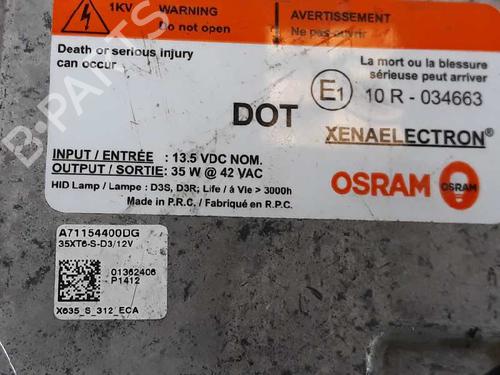 1KV
WARNING
Do not open
AVERTISSEMENT
Ne pas ouvrir
Death or serious injury
can occur
La mort ou la blessure
sérieuse peut arriver
DOT
E1
10 R - 034663
XENAELECTRON®
INPUT / ENTRÉE : 13.5 VDC NOM.
OUTPUT / SORTIE: 35 W @ 42 VAC
HID Lamp / Lampe : D3S, D3R; Life / à Vie > 3000h
Made in P.R.C. / Fabriqué en R.P.C.
OSRAM
OSRAM
A71154400DG
35XT6-S-D3/12V
01362406
P1412
X635_S_312_ECA
B-PARTS